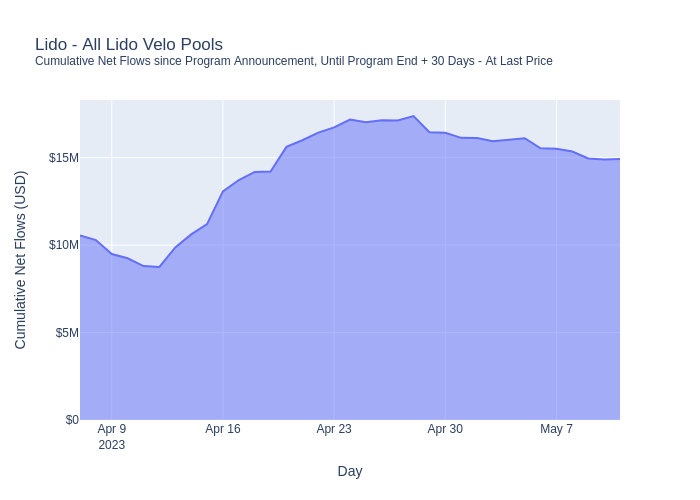 Lido - All Lido Velo Pools
Cumulative Net Flows since Program Announcement, Until Program End + 30 Days - At Last Price
Cumulative Net Flows (USD)
$15M
$10M
$5M
$0
Apr 9
2023
Apr 16
Apr 23
Apr 30
May 7
Day